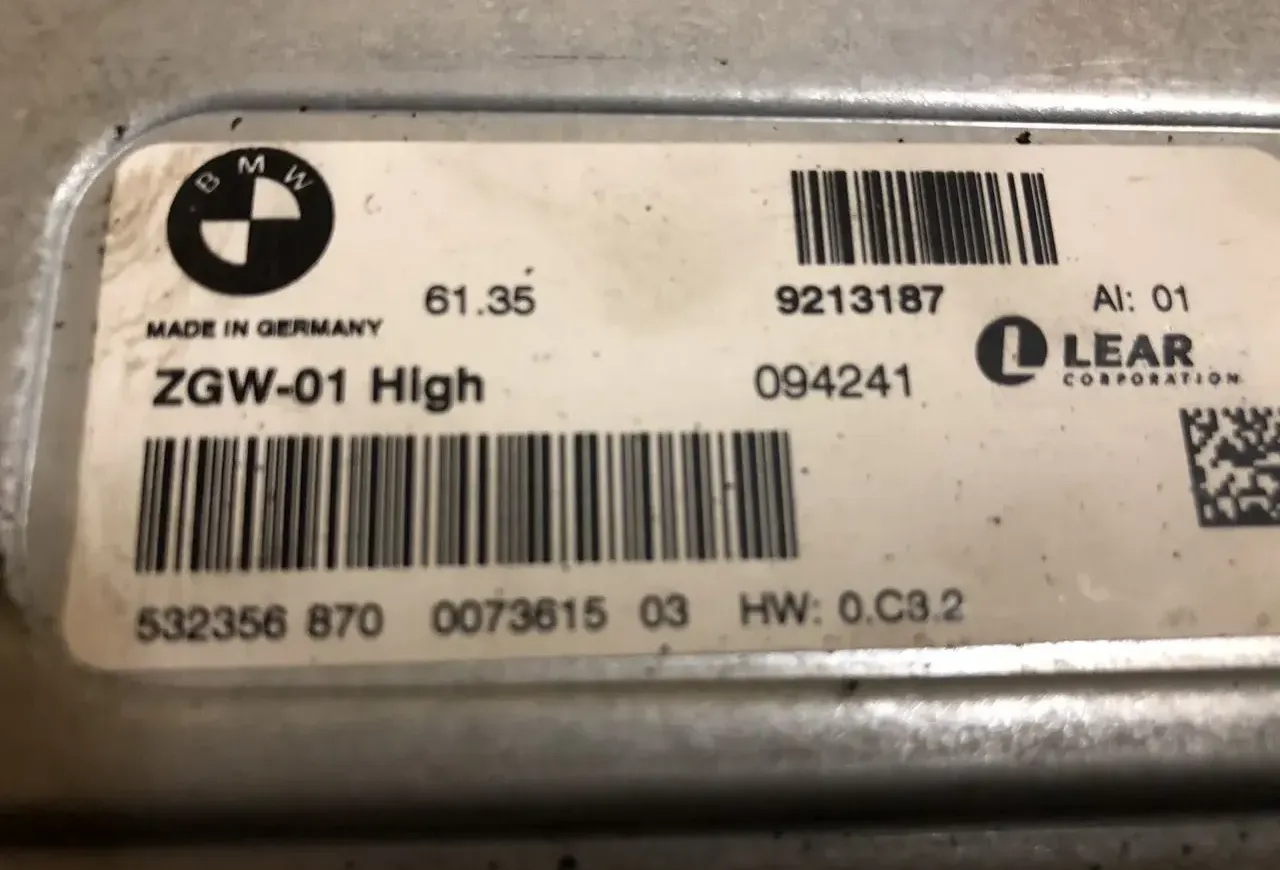 BMW
61.35 9213187 AI: 01
MADE IN GERMANY
LEAR
CORPORATION
ZGW-01 High 094241
532356 870 0073615 03 HW: 0.C3.2